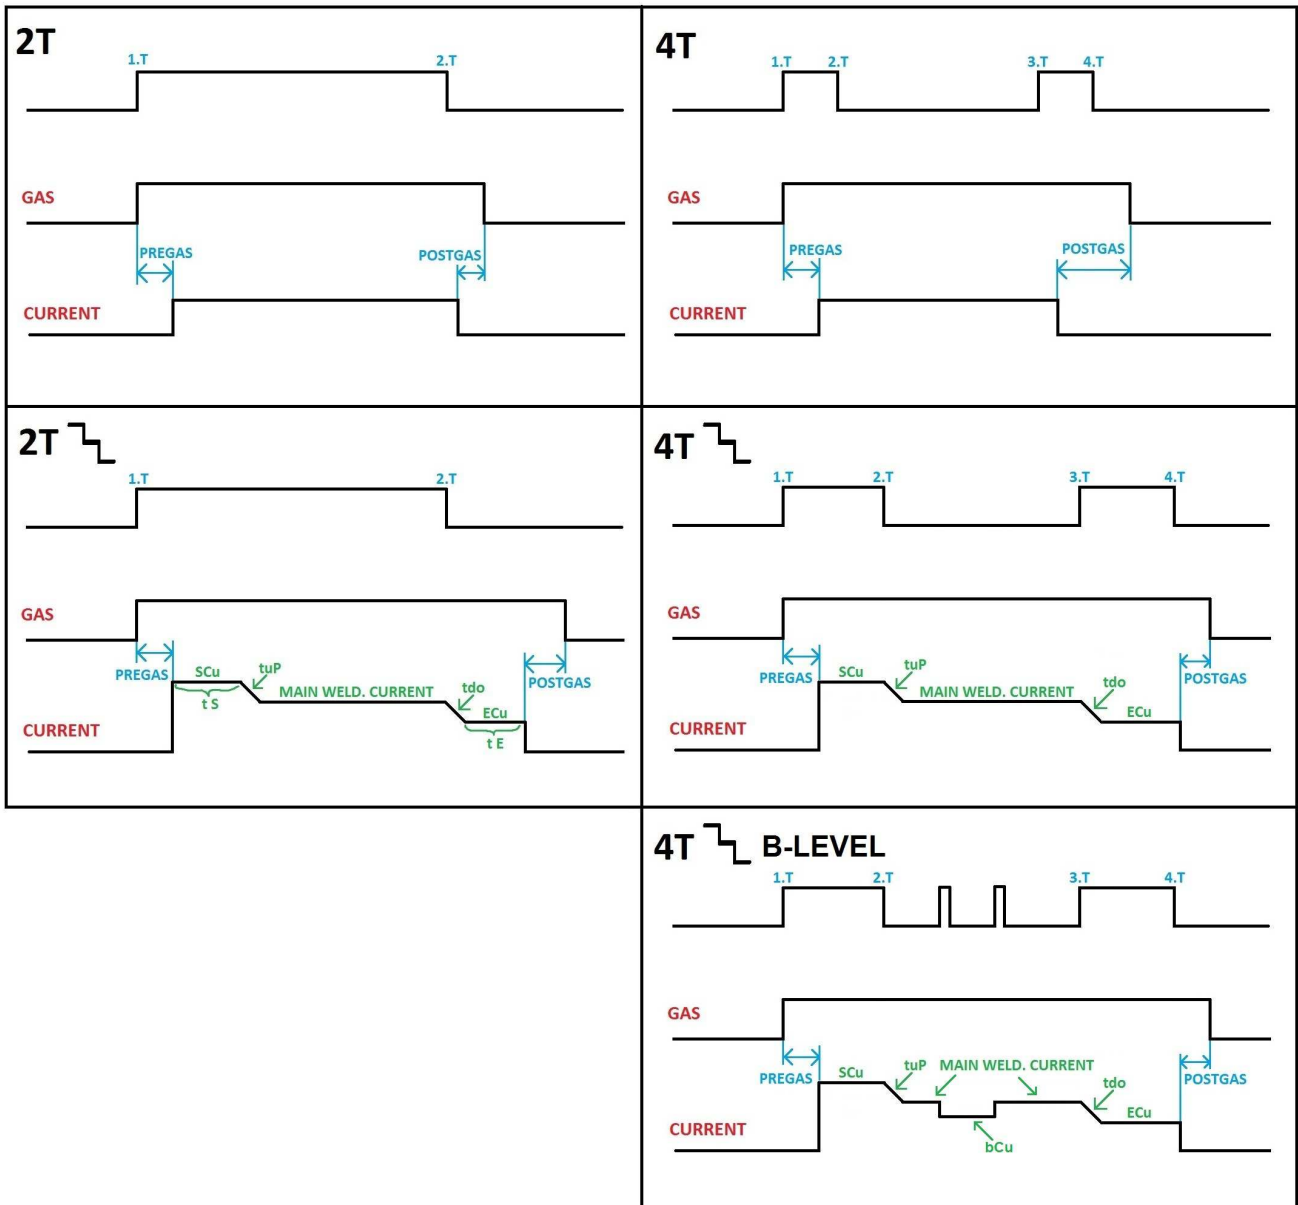 2T
1.T
2.T
GAS
PREGAS
POSTGAS
CURRENT
4T
1.T
2.T
3.T
4.T
GAS
PREGAS
POSTGAS
CURRENT
2T
1.T
2.T
GAS
PREGAS
SCu
t S
tuP
MAIN WELD. CURRENT
tdo
ECu
t E
POSTGAS
CURRENT
4T
1.T
2.T
3.T
4.T
GAS
PREGAS
SCu
tuP
MAIN WELD. CURRENT
tdo
ECu
POSTGAS
CURRENT
4T B-LEVEL
1.T
2.T
3.T
4.T
GAS
PREGAS
SCu
tuP
MAIN WELD. CURRENT
tdo
ECu
POSTGAS
CURRENT
bCu